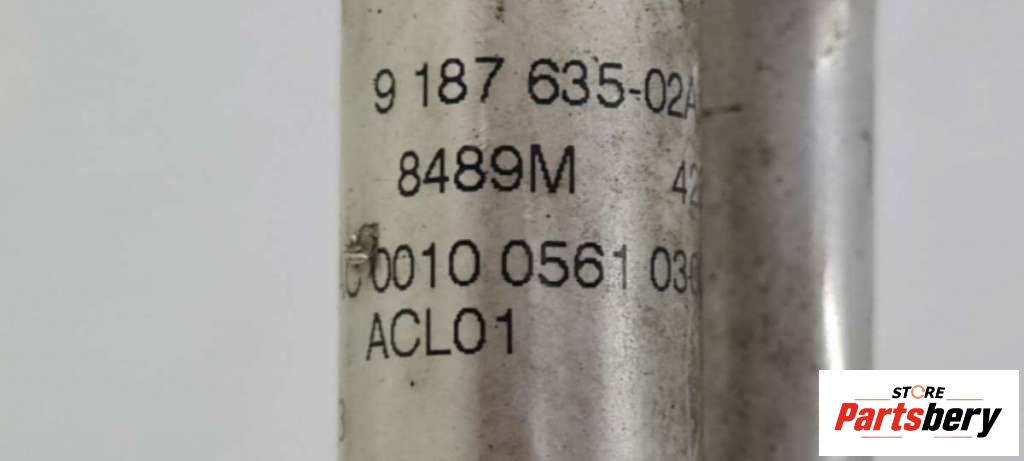 9 187 635-02A
8489M 42
0010 0561 03-
ACL01
STORE
Partsbery